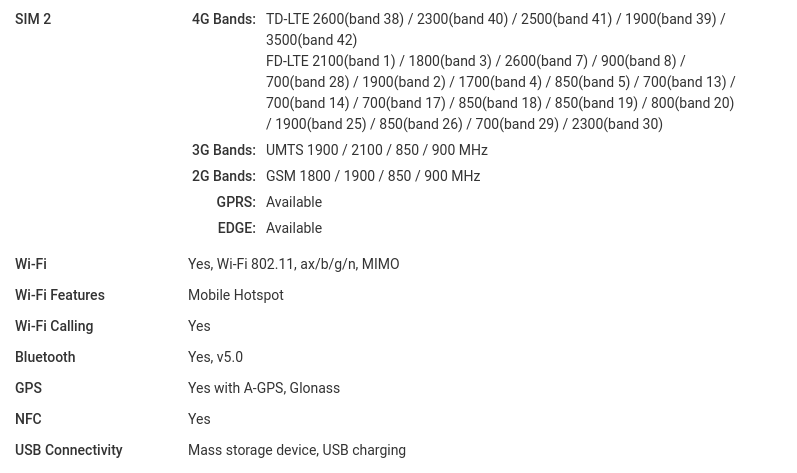 SIM 2 4G Bands: TD-LTE 2600(band 38) / 2300(band 40) / 2500(band 41) / 1900(band 39) /
3500(band 42)
FD-LTE 2100(band 1) / 1800(band 3) / 2600(band 7) / 900(band 8) /
700(band 28) / 1900(band 2) / 1700(band 4) / 850(band 5) / 700(band 13) /
700(band 14) / 700(band 17) / 850(band 18) / 850(band 19) / 800(band 20)
/ 1900(band 25) / 850(band 26) / 700(band 29) / 2300(band 30)
3G Bands: UMTS 1900 / 2100 / 850 / 900 MHz
2G Bands: GSM 1800 / 1900 / 850 / 900 MHz
GPRS: Available
EDGE: Available
Wi-Fi Yes, Wi-Fi 802.11, ax/b/g/n, MIMO
Wi-Fi Features Mobile Hotspot
Wi-Fi Calling Yes
Bluetooth Yes, v5.0
GPS Yes with A-GPS, Glonass
NFC Yes
USB Connectivity Mass storage device, USB charging